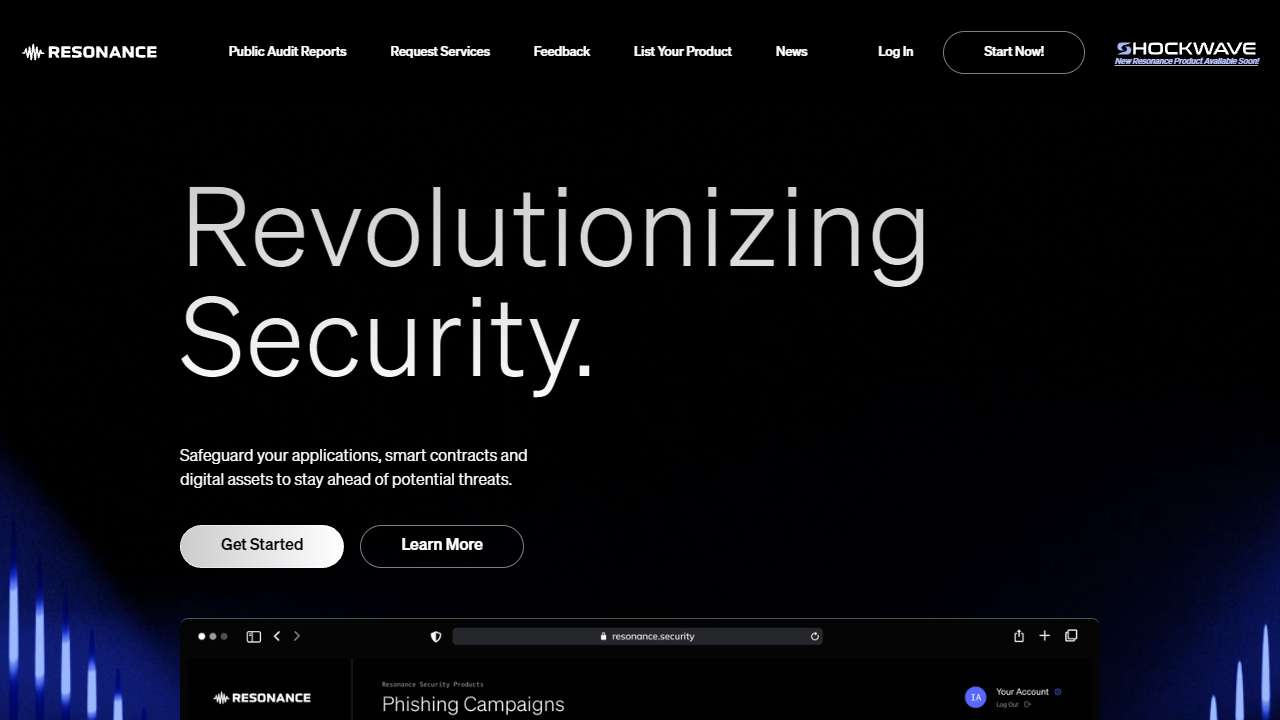 RESONANCE
Public Audit Reports
Request Services
Feedback
List Your Product
News
Log In
Start Now!
SHOCKWAVE
New Resonance Product Available Soon!
Revolutionizing
Security.
Safeguard your applications, smart contracts and
digital assets to stay ahead of potential threats.
Get Started
Learn More
resonance.security
RESONANCE
Resonance Security Products
Phishing Campaigns
IA
Your Account
Log Out